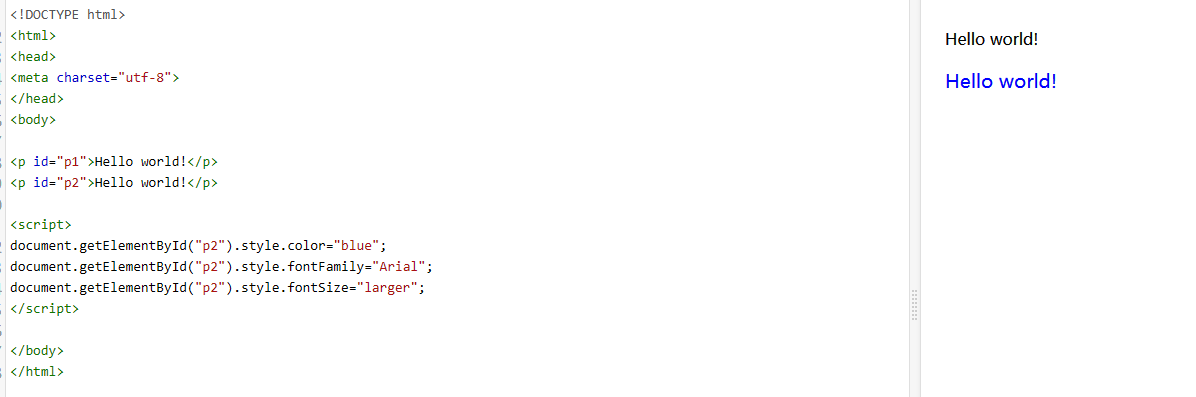 <!DOCTYPE html>
<html>
<head>
<meta charset="utf-8">
</head>
<body>
<p id="p1">Hello world!</p>
<p id="p2">Hello world!</p>
<script>
document.getElementById("p2").style.color="blue";
document.getElementById("p2").style.fontFamily="Arial";
document.getElementById("p2").style.fontSize="larger";
</script>
</body>
</html>
Hello world!
Hello world!